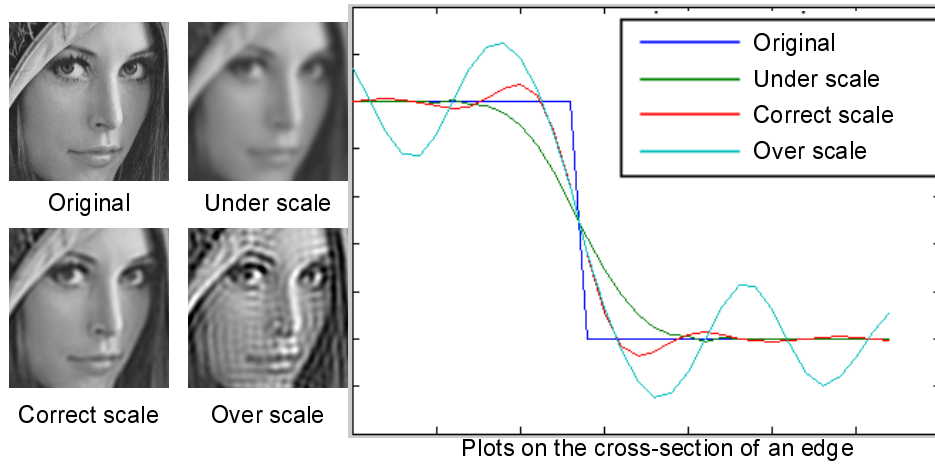 Original
Under scale
Correct scale
Over scale
Original
Under scale
Correct scale
Over scale
Plots on the cross-section of an edge